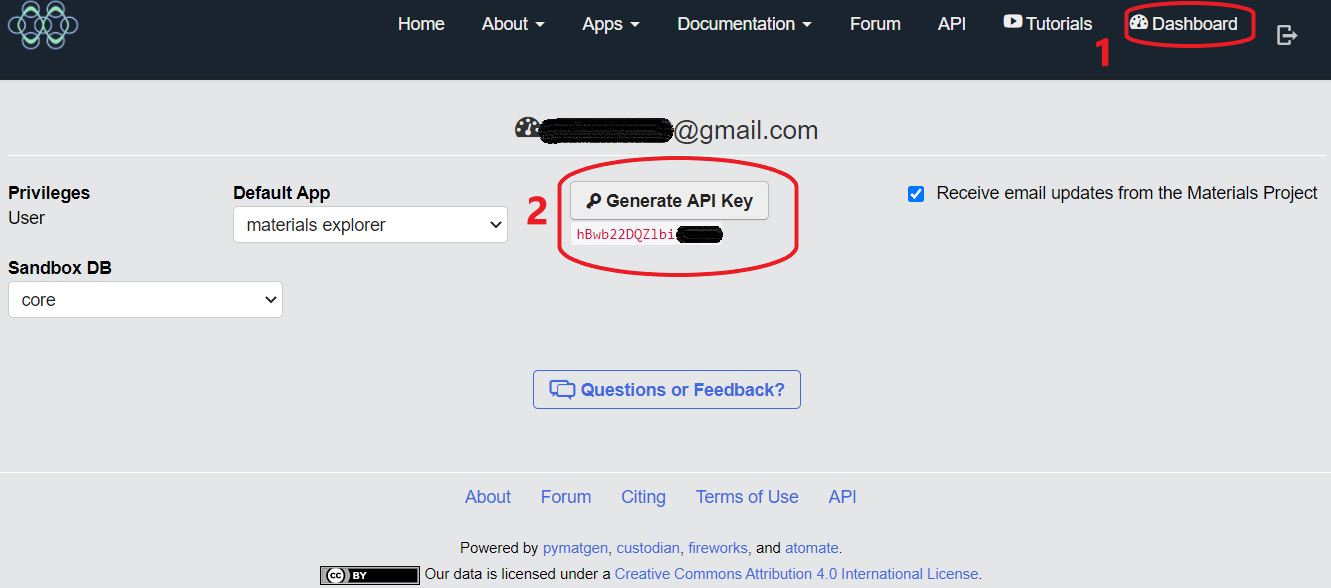 Home About Apps Documentation Forum API Tutorials Dashboard
1
@gmail.com
Privileges
User
Default App
materials explorer
2
Generate API Key
hBwb22DQZlbi
Receive email updates from the Materials Project
Sandbox DB
core
Questions or Feedback?
About Forum Citing Terms of Use API
Powered by pymatgen, custodian, fireworks, and atomate.
cc BY Our data is licensed under a Creative Commons Attribution 4.0 International License.